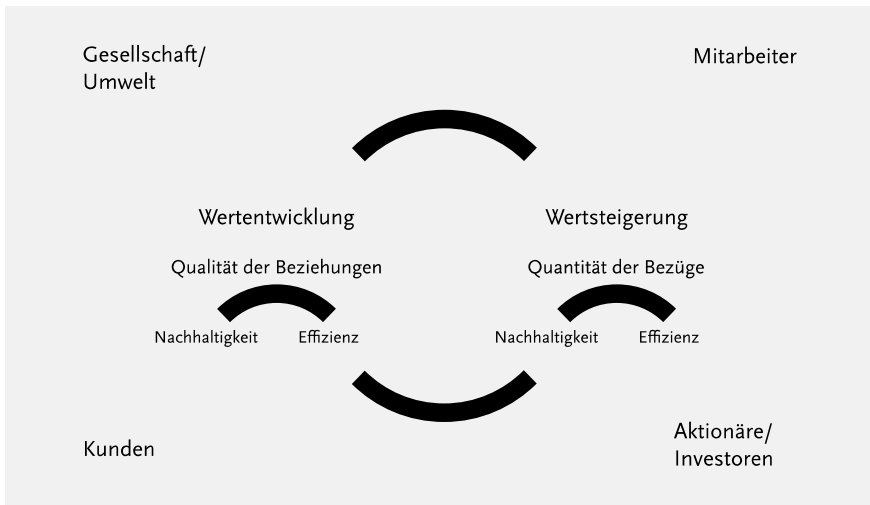 Gesellschaft/
Umwelt
Mitarbeiter
Wertentwicklung
Wertsteigerung
Qualität der Beziehungen
Quantität der Bezüge
Nachhaltigkeit
Effizienz
Nachhaltigkeit
Effizienz
Kunden
Aktionäre/
Investoren